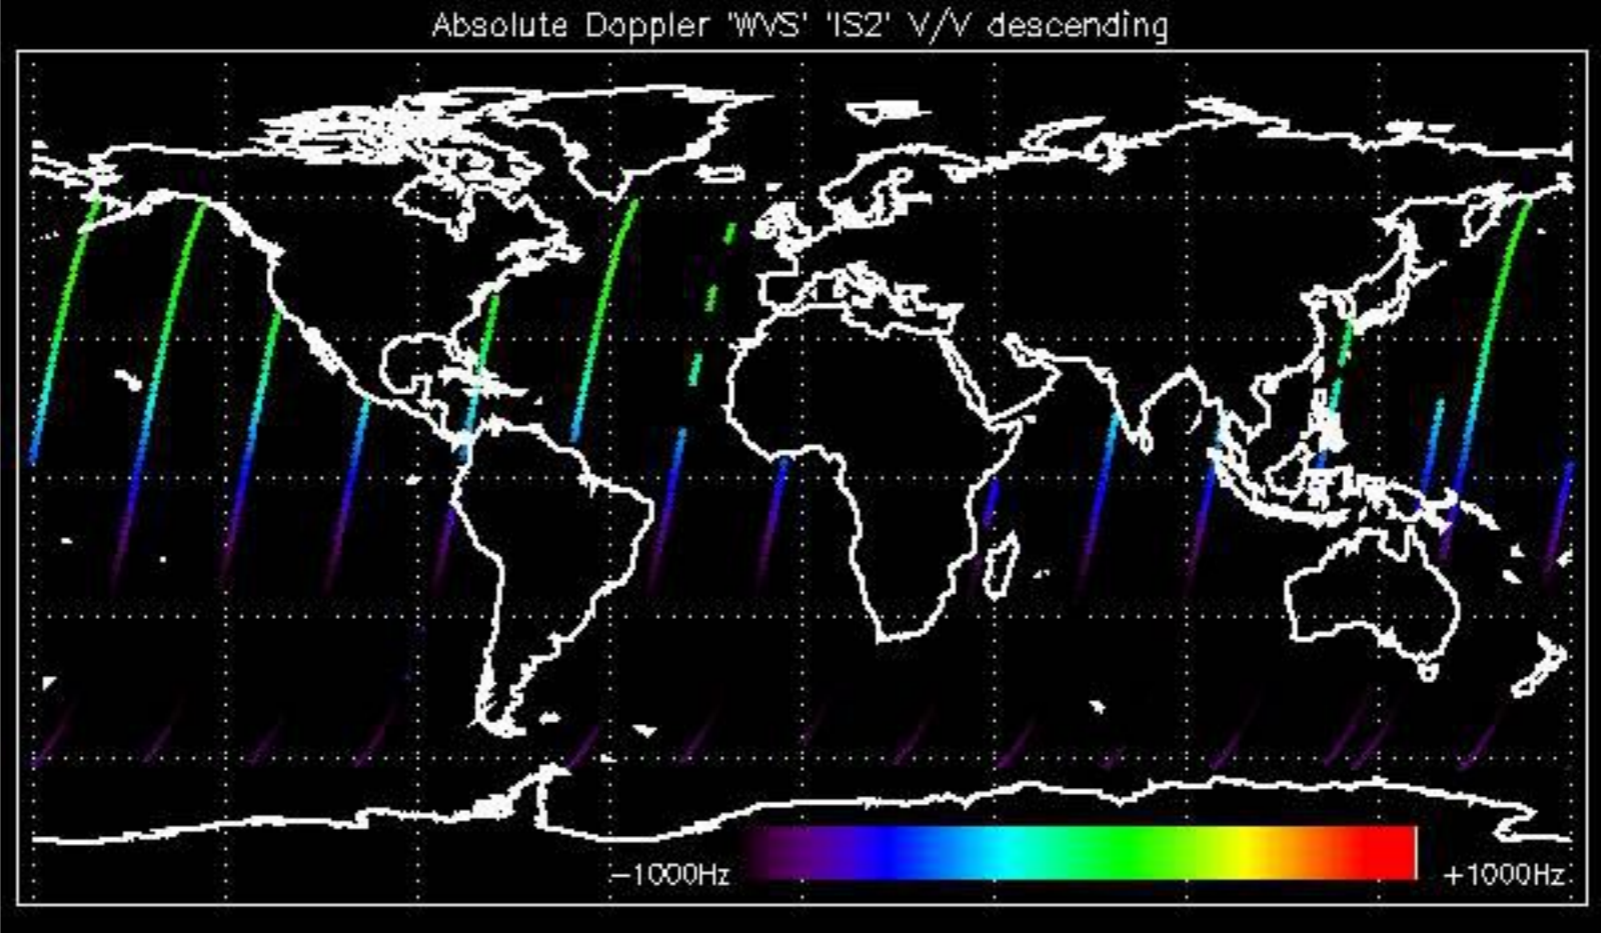 Absolute Doppler 'WVS' 'IS2' V/V descending
−1000Hz
+1000Hz